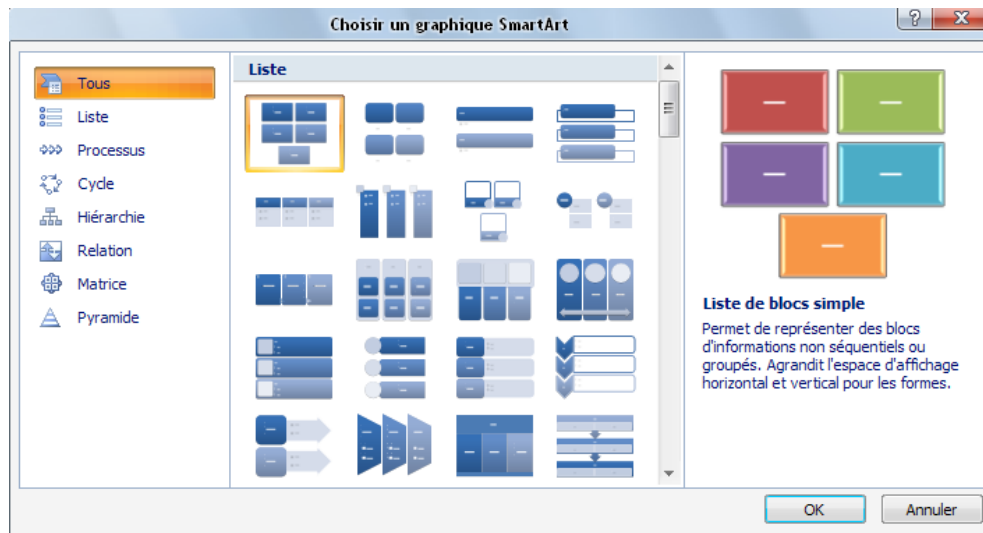 Choisir un graphique SmartArt
Tous
Liste
Processus
Cycle
Hiérarchie
Relation
Matrice
Pyramide
Liste
Liste de blocs simple
Permet de représenter des blocs
d'informations non séquentiels ou
groupés. Agrandit l'espace d'affichage
horizontal et vertical pour les formes.
OK
Annuler